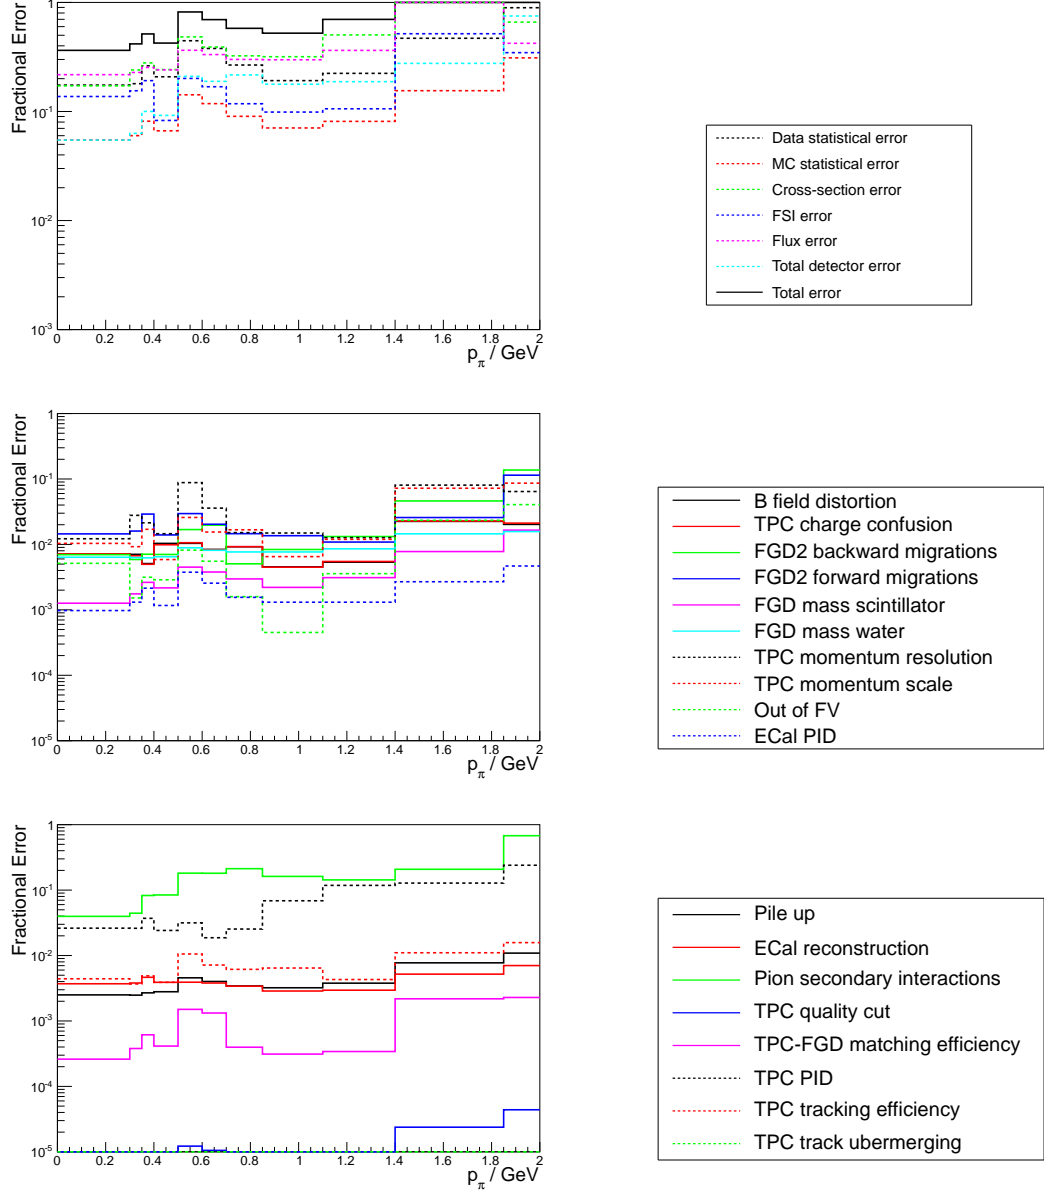 Fractional Error
1
10-1
10-2
10-3
0 0.2 0.4 0.6 0.8 1 1.2 1.4 1.6 1.8 2
pπ / GeV
Data statistical error
MC statistical error
Cross-section error
FSI error
Flux error
Total detector error
Total error
Fractional Error
1
10-1
10-2
10-3
10-4
10-5
0 0.2 0.4 0.6 0.8 1 1.2 1.4 1.6 1.8 2
pπ / GeV
B field distortion
TPC charge confusion
FGD2 backward migrations
FGD2 forward migrations
FGD mass scintillator
FGD mass water
TPC momentum resolution
TPC momentum scale
Out of FV
ECal PID
Fractional Error
1
10-1
10-2
10-3
10-4
10-5
0 0.2 0.4 0.6 0.8 1 1.2 1.4 1.6 1.8 2
pπ / GeV
Pile up
ECal reconstruction
Pion secondary interactions
TPC quality cut
TPC-FGD matching efficiency
TPC PID
TPC tracking efficiency
TPC track ubermerging